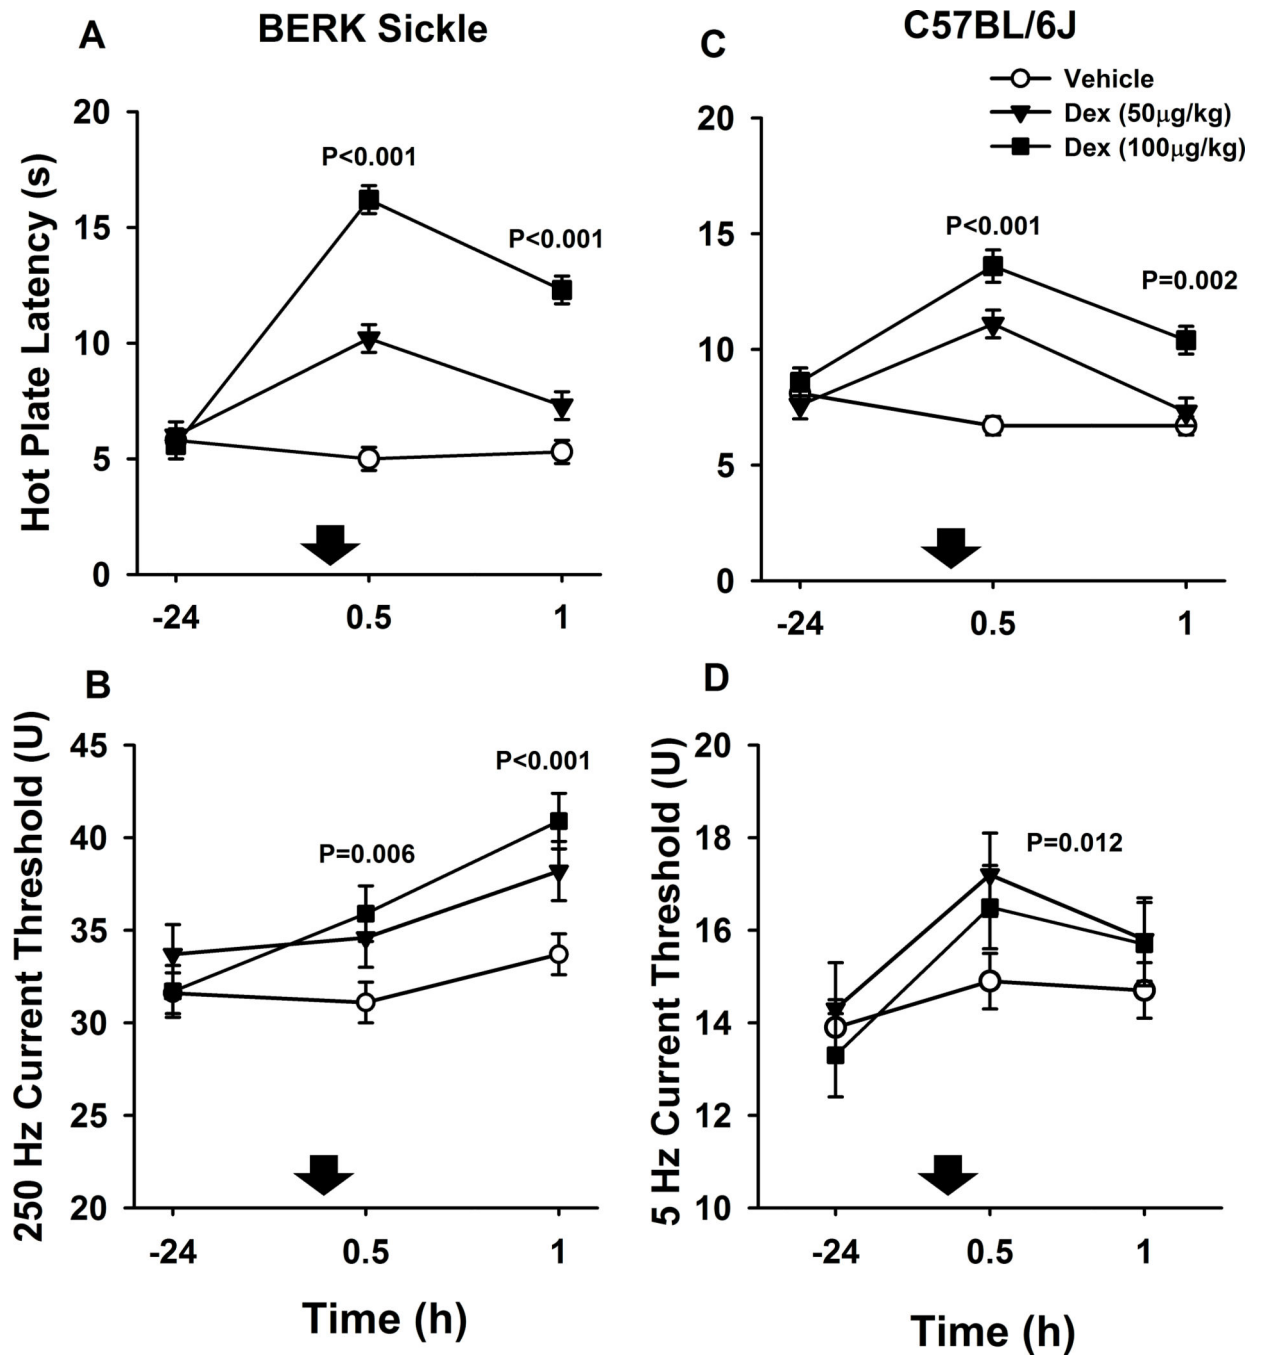 A
BERK Sickle
Hot Plate Latency (s)
20
15
10
5
0
P<0.001
P<0.001
-24
0.5
1
C
C57BL/6J
Vehicle
Dex (50μg/kg)
Dex (100μg/kg)
20
15
10
5
0
P<0.001
P=0.002
-24
0.5
1
B
250 Hz Current Threshold (U)
45
40
35
30
25
20
P=0.006
P<0.001
-24
0.5
1
Time (h)
D
5 Hz Current Threshold (U)
20
18
16
14
12
10
P=0.012
-24
0.5
1
Time (h)